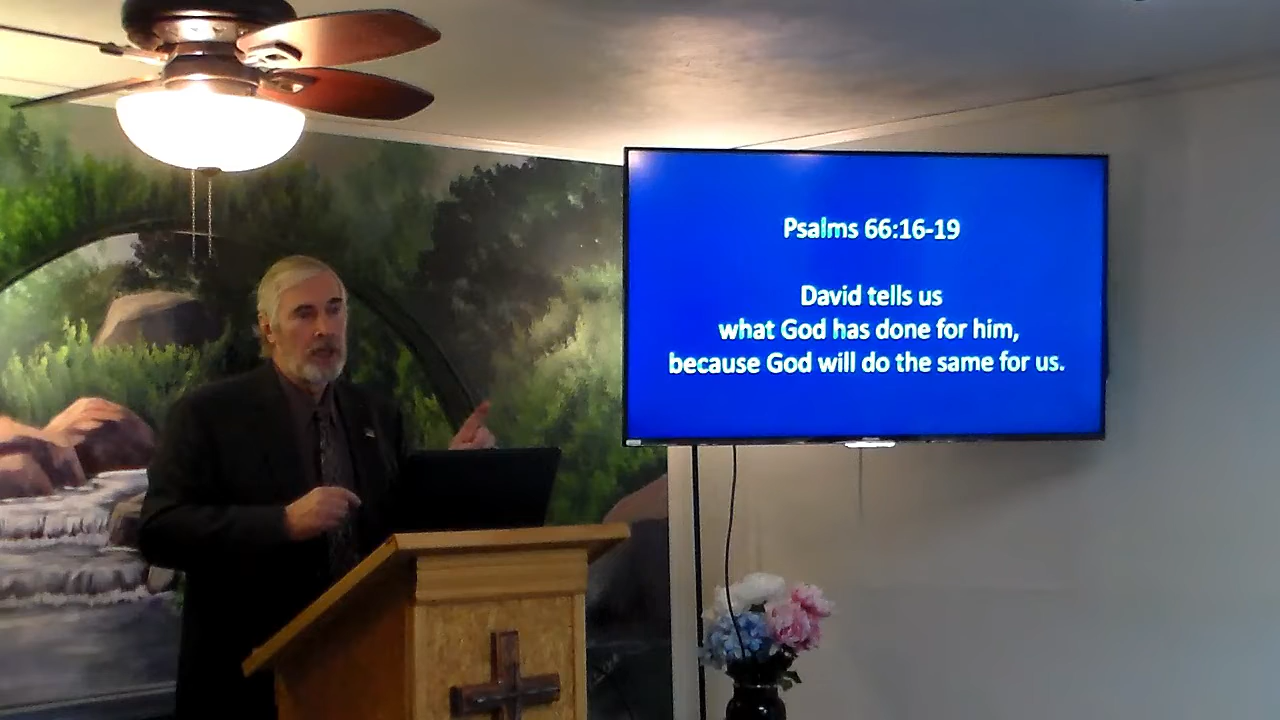 Psalms 66:16-19
David tells us
what God has done for him,
because God will do the same for us.